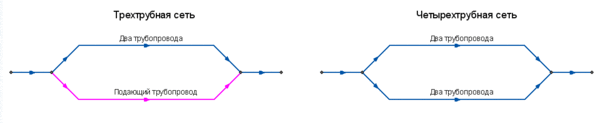 Трехтрубная сеть
Четырехтрубная сеть
Два трубопровода
Два трубопровода
Подающий трубопровод
Два трубопровода